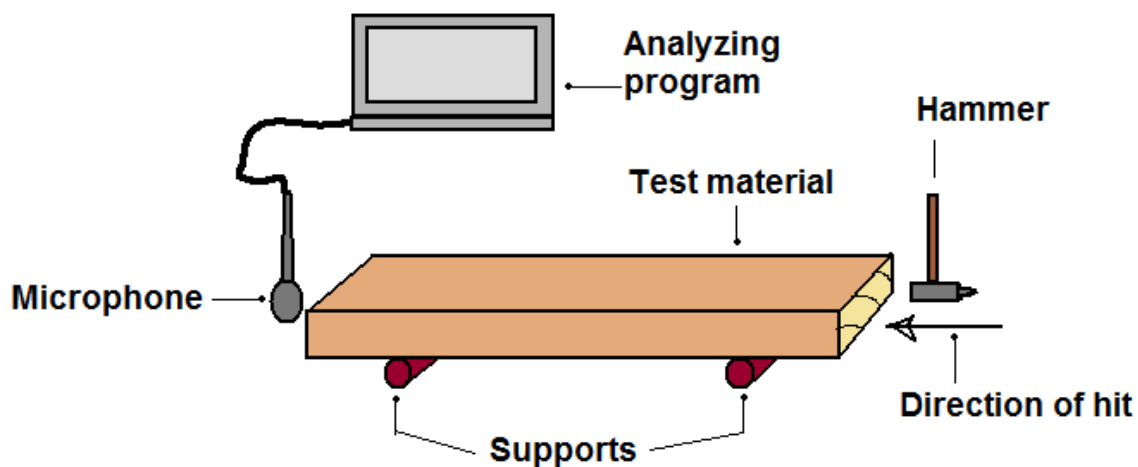 Analyzing
program
Hammer
Test material
Microphone
Direction of hit
Supports